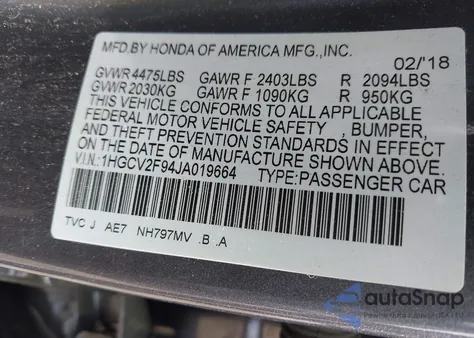 MFD.BY HONDA OF AMERICA MFG.,INC. 02/'18
GVWR 4475LBS GAWR F 2403LBS R 2094LBS
GVWR 2030KG GAWR F 1090KG R 950KG
THIS VEHICLE CONFORMS TO ALL APPLICABLE
FEDERAL MOTOR VEHICLE SAFETY , BUMPER,
AND THEFT PREVENTION STANDARDS IN EFFECT
ON THE DATE OF MANUFACTURE SHOWN ABOVE.
V.I.N.:1HGCV2F94JA019664 TYPE:PASSENGER CAR
TVC J AE7 NH797MV .B .A
autoSnap